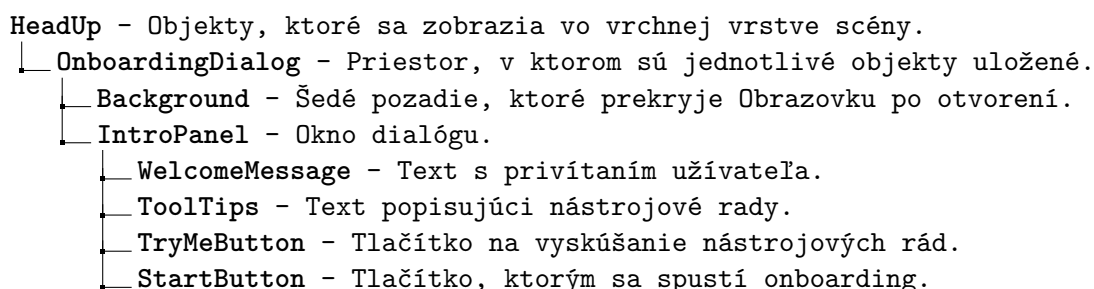 HeadUp - Objekty, ktoré sa zobrazia vo vrchnej vrstve scény.
OnboardingDialog - Priestor, v ktorom sú jednotlivé objekty uložené.
Background - Šedé pozadie, ktoré prekryje Obrazovku po otvorení.
IntroPanel - Okno dialógu.
WelcomeMessage - Text s privítaním užívateľa.
ToolTips - Text popisujúci nástrojové rady.
TryMeButton - Tlačítko na vyskúšanie nástrojových rád.
StartButton - Tlačítko, ktorým sa spustí onboarding.